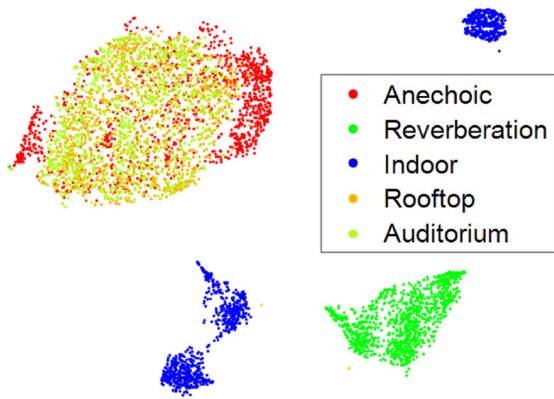 Anechoic
Reverberation
Indoor
Rooftop
Auditorium